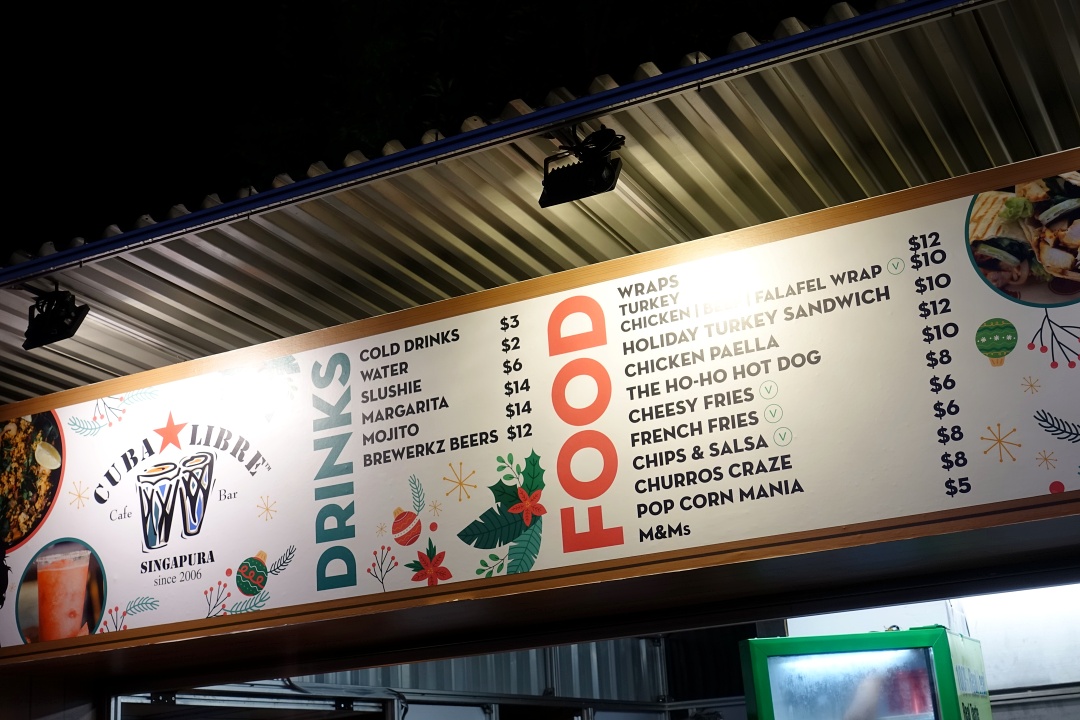 CUBA LIBRE™
Cafe Bar
SINGAPURA
since 2006
DRINKS
COLD DRINKS $3
WATER $2
SLUSHIE $6
MARGARITA $14
MOJITO $14
BREWERKZ BEERS $12
FOOD
WRAPS
TURKEY $12
CHICKEN | | FALAFEL WRAP V $10
HOLIDAY TURKEY SANDWICH $10
CHICKEN PAELLA $12
THE HO-HO HOT DOG $10
CHEESY FRIES V $8
FRENCH FRIES V $6
CHIPS & SALSA V $6
CHURROS CRAZE $8
POP CORN MANIA $8
M&Ms $5